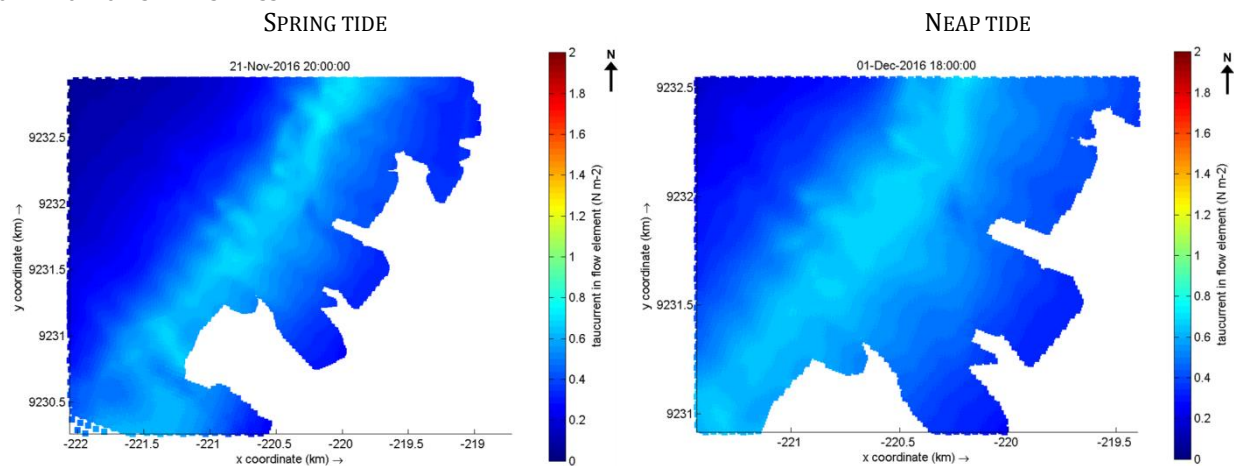 SPRING TIDE
NEAP TIDE
21-Nov-2016 20:00:00
N
2
1.8
1.6
1.4
1.2
1
0.8
0.6
0.4
0.2
0
taucurrent in flow element (N m-2)
9232.5
9232
9231.5
9231
9230.5
y coordinate (km) →
-222 -221.5 -221 -220.5 -220 -219.5 -219
x coordinate (km) →
01-Dec-2016 18:00:00
N
2
1.8
1.6
1.4
1.2
1
0.8
0.6
0.4
0.2
0
taucurrent in flow element (N m-2)
9232.5
9232
9231.5
9231
y coordinate (km) →
-221 -220.5 -220 -219.5
x coordinate (km) →